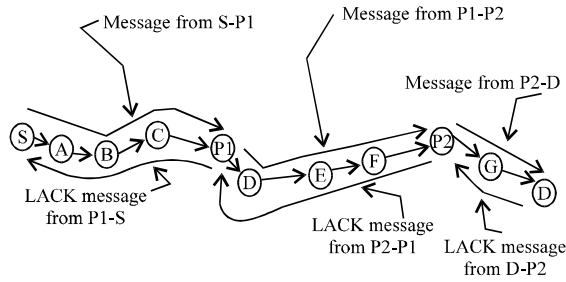 Message from S-P1
Message from P1-P2
Message from P2-D
S
A
B
C
P1
D
E
F
P2
G
D
LACK message
from P1-S
LACK message
from P2-P1
LACK message
from D-P2